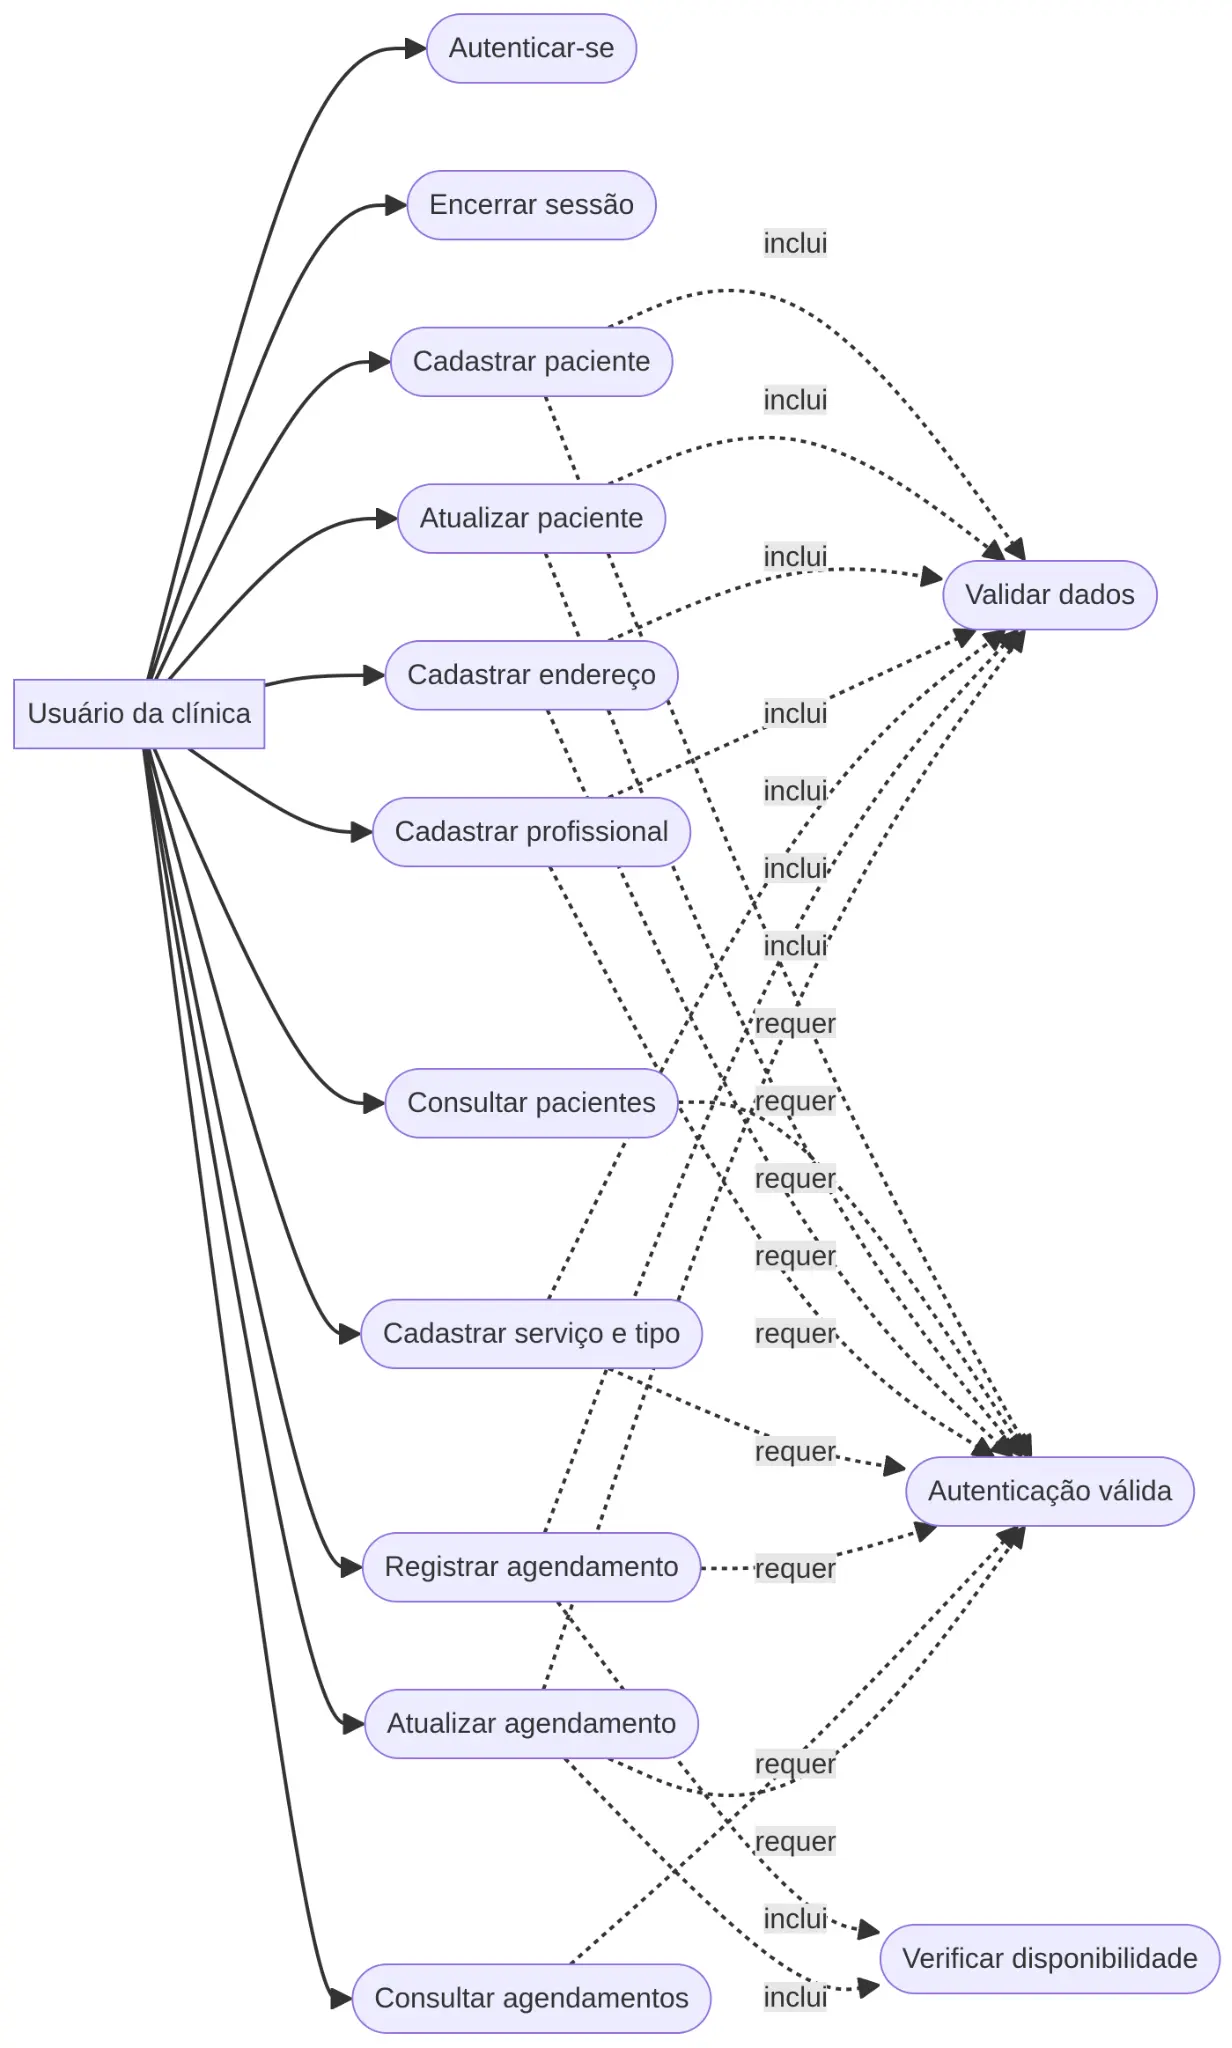 Autenticar-se
Encerrar sessão
inclui
Cadastrar paciente
inclui
Atualizar paciente
inclui
Validar dados
Cadastrar endereço
Usuário da clínica
inclui
inclui
Cadastrar profissional
inclui
inclui
requer
Consultar pacientes
requer
requer
requer
Cadastrar serviço e tipo
requer
requer
Autenticação válida
Registrar agendamento
requer
Atualizar agendamento
requer
requer
inclui
Verificar disponibilidade
Consultar agendamentos
inclui